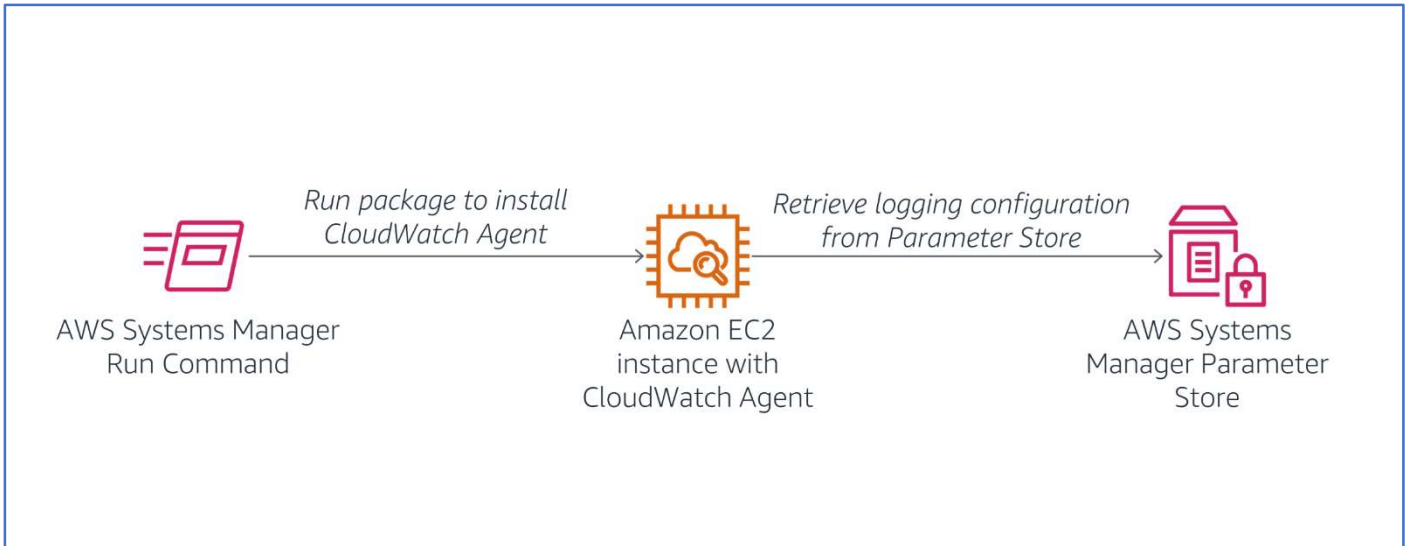 Run package to install
CloudWatch Agent
Retrieve logging configuration
from Parameter Store
AWS Systems Manager
Run Command
Amazon EC2
instance with
CloudWatch Agent
AWS Systems
Manager Parameter
Store